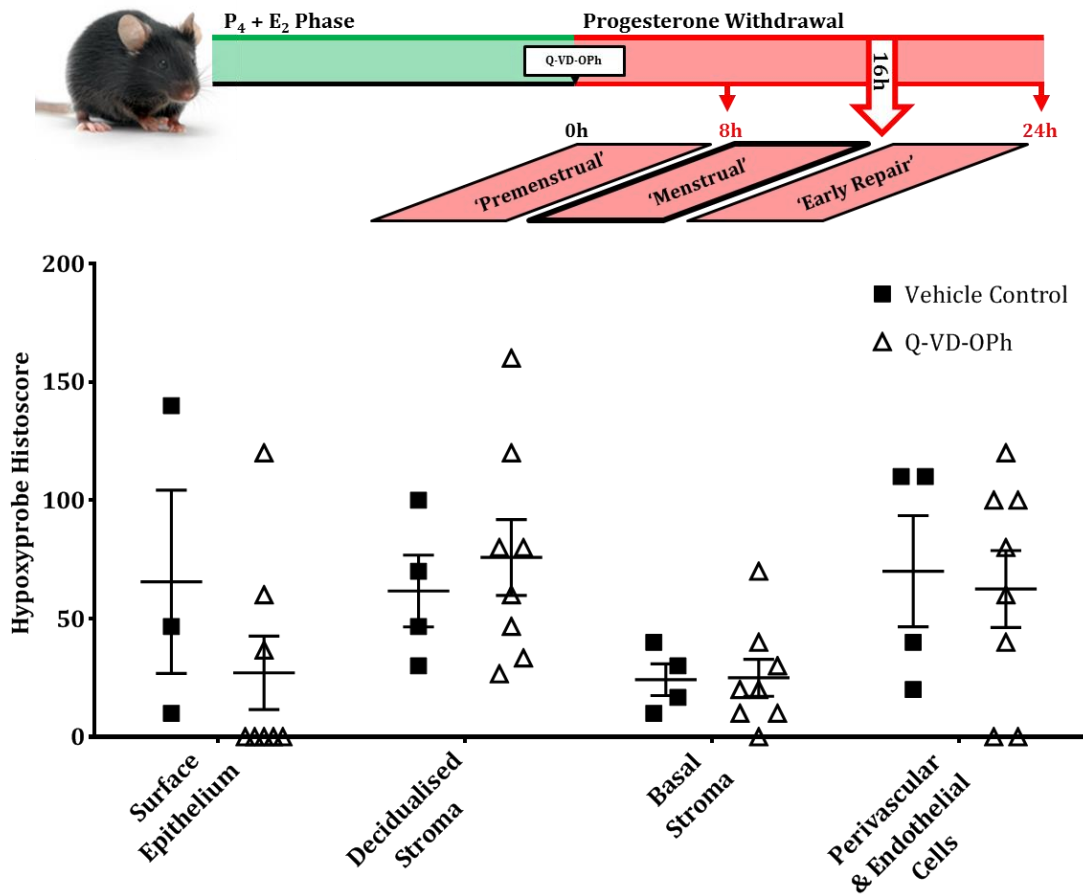 P₄ + E₂ Phase
Progesterone Withdrawal
Q-VD-OPh
16h
0h
8h
24h
‘Premenstrual’
‘Menstrual’
‘Early Repair’
200
150
100
50
0
Hypoxyprobe Histoscore
Vehicle Control
Q-VD-OPh
Surface
Epithelium
Decidualised
Stroma
Basal
Stroma
Perivascular
& Endothelial
Cells